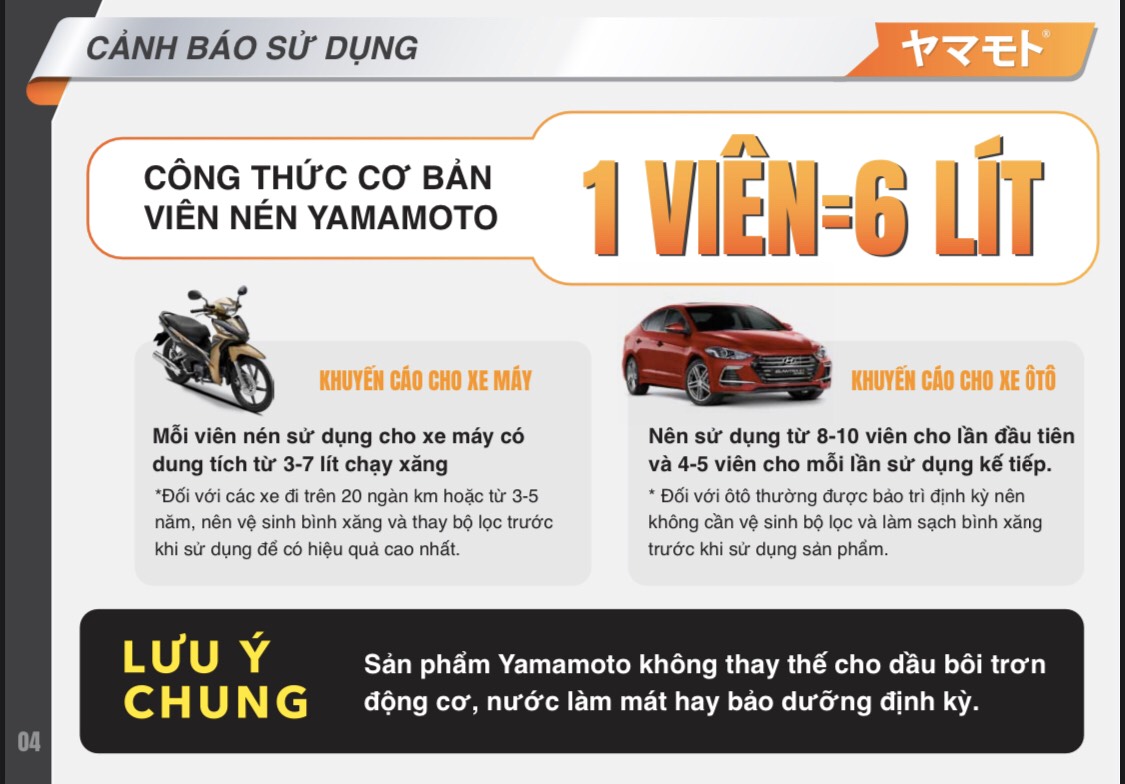 CẢNH BÁO SỬ DỤNG
ヤマモト®
CÔNG THỨC CƠ BẢN
VIÊN NÉN YAMAMOTO
1 VIÊN=6 LÍT
KHUYẾN CÁO CHO XE MÁY
Mỗi viên nén sử dụng cho xe máy có
dung tích từ 3-7 lít chạy xăng
*Đối với các xe đi trên 20 ngàn km hoặc từ 3-5
năm, nên vệ sinh bình xăng và thay bộ lọc trước
khi sử dụng để có hiệu quả cao nhất.
KHUYẾN CÁO CHO XE ÔTÔ
Nên sử dụng từ 8-10 viên cho lần đầu tiên
và 4-5 viên cho mỗi lần sử dụng kế tiếp.
* Đối với ôtô thường được bảo trì định kỳ nên
không cần vệ sinh bộ lọc và làm sạch bình xăng
trước khi sử dụng sản phẩm.
LƯU Ý
CHUNG
Sản phẩm Yamamoto không thay thế cho dầu bôi trơn
động cơ, nước làm mát hay bảo dưỡng định kỳ.
04